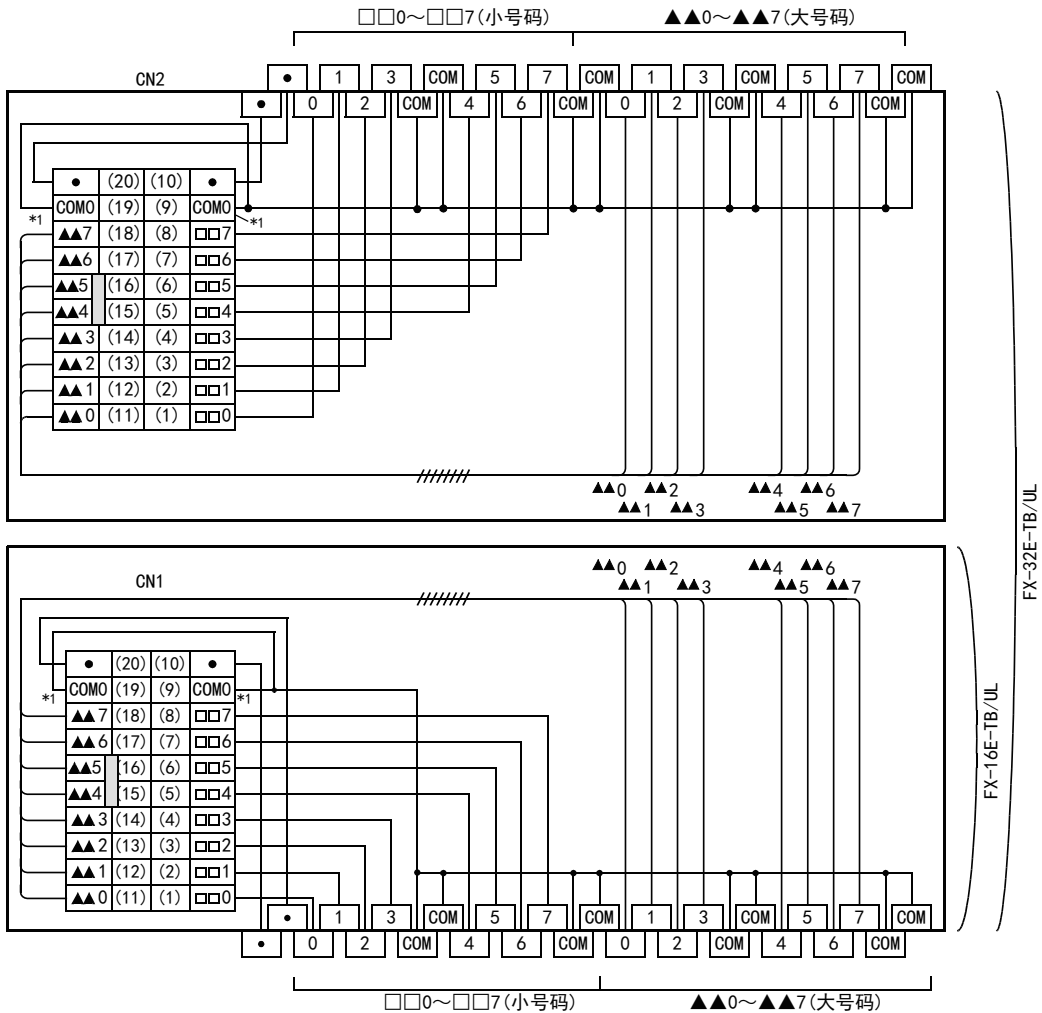 □□0～□□7(小号码) ▲▲0～▲▲7(大号码)
CN2
● 1 3 COM 5 7 COM 1 3 COM 5 7 COM
● 0 2 COM 4 6 COM 0 2 COM 4 6 COM
● (20) (10) ●
COM0 (19) (9) COM0
*1 *1
▲▲7 (18) (8) □□7
▲▲6 (17) (7) □□6
▲▲5 (16) (6) □□5
▲▲4 (15) (5) □□4
▲▲3 (14) (4) □□3
▲▲2 (13) (3) □□2
▲▲1 (12) (2) □□1
▲▲0 (11) (1) □□0
▲▲0 ▲▲2 ▲▲4 ▲▲6
▲▲1 ▲▲3 ▲▲5 ▲▲7
FX-32E-TB/UL
▲▲0 ▲▲2 ▲▲4 ▲▲6
CN1
▲▲1 ▲▲3 ▲▲5 ▲▲7
● (20) (10) ●
COM0 (19) (9) COM0
*1 *1
▲▲7 (18) (8) □□7
▲▲6 (17) (7) □□6
▲▲5 (16) (6) □□5
▲▲4 (15) (5) □□4
▲▲3 (14) (4) □□3
▲▲2 (13) (3) □□2
▲▲1 (12) (2) □□1
▲▲0 (11) (1) □□0
FX-16E-TB/UL
● 1 3 COM 5 7 COM 1 3 COM 5 7 COM
● 0 2 COM 4 6 COM 0 2 COM 4 6 COM
□□0～□□7(小号码) ▲▲0～▲▲7(大号码)